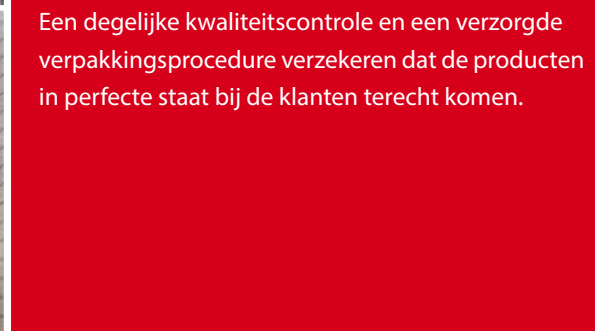 Een degelijke kwaliteitscontrole en een verzorgde
verpakkingsprocedure verzekeren dat de producten
in perfecte staat bij de klanten terecht komen.